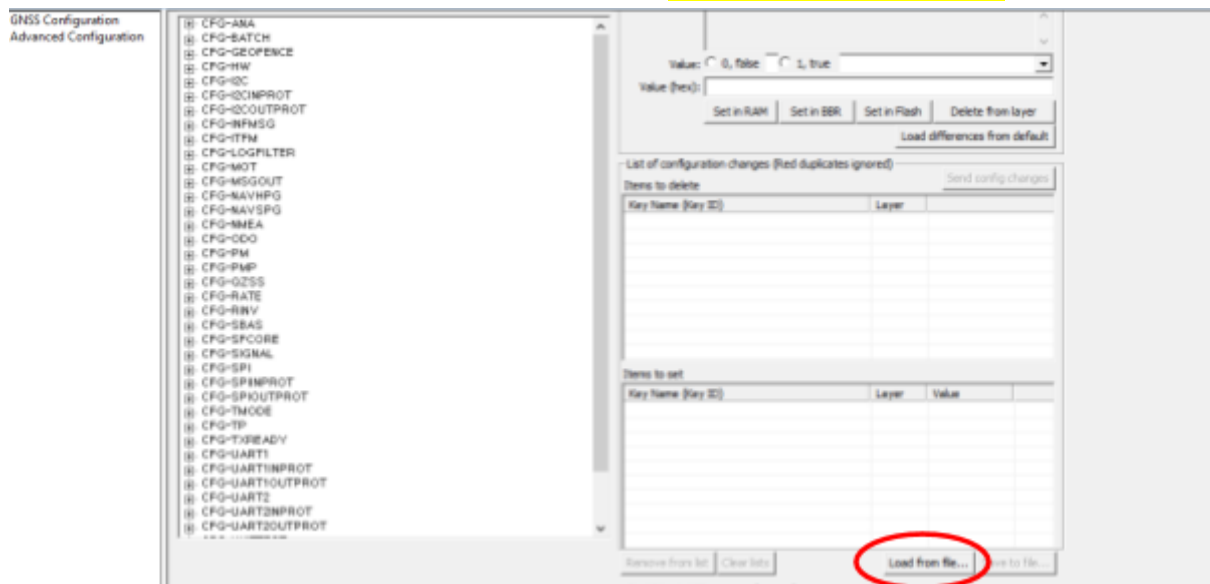 GNSS Configuration
Advanced Configuration
CFG-ANA
CFG-BATCH
CFG-GEOFENCE
CFG-HW
CFG-I2C
CFG-I2CINPROT
CFG-I2COUTPROT
CFG-INFMSG
CFG-ITFM
CFG-LOGFILTER
CFG-MOT
CFG-MSGOUT
CFG-NAVHPG
CFG-NAVSPG
CFG-NMEA
CFG-ODO
CFG-PM
CFG-PMP
CFG-QZSS
CFG-RATE
CFG-RINV
CFG-SBAS
CFG-SFCORE
CFG-SIGNAL
CFG-SPI
CFG-SPIINPROT
CFG-SPIOUTPROT
CFG-TMODE
CFG-TP
CFG-TXREADY
CFG-UART1
CFG-UART1INPROT
CFG-UART1OUTPROT
CFG-UART2
CFG-UART2INPROT
CFG-UART2OUTPROT
Value: 0, false 1, true
Value (hex):
Set in RAM Set in BBR Set in Flash Delete from layer
Load differences from default
List of configuration changes (Red duplicates ignored)
Send config changes
Items to delete
Key Name (Key ID) Layer
Items to set
Key Name (Key ID) Layer Value
Remove from list Clear lists Load from file... to file...